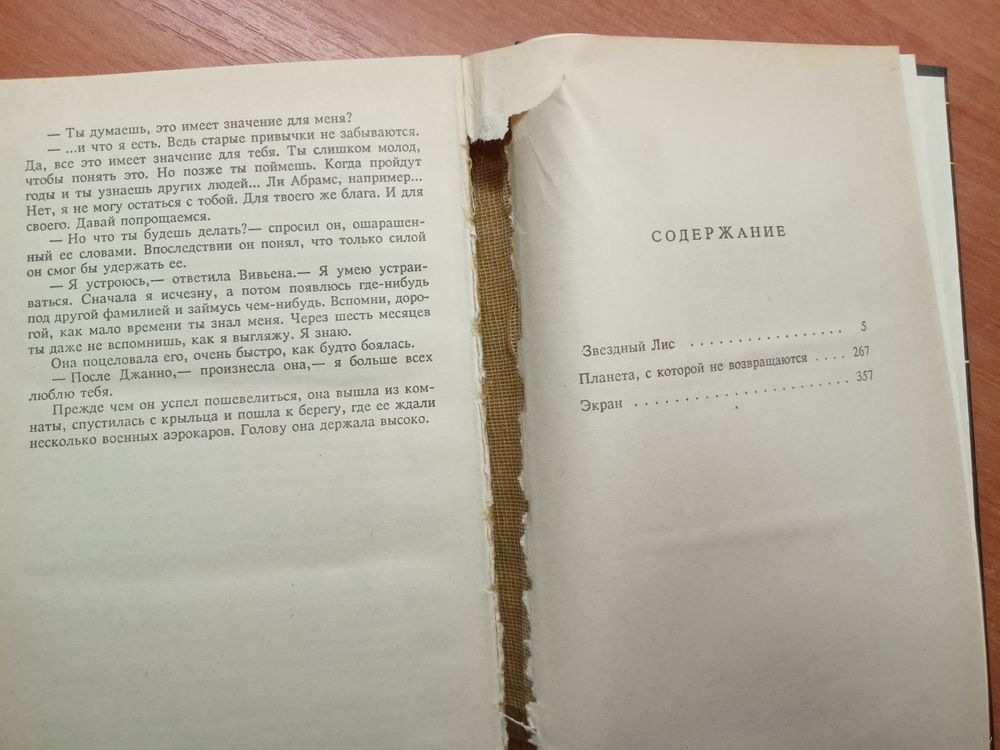 — Ты думаешь, это имеет значение для меня?
— ...и что я есть. Ведь старые привычки не забываются.
Да, все это имеет значение для тебя. Ты слишком молод,
чтобы понять это. Но позже ты поймешь. Когда пройдут
годы и ты узнаешь других людей... Ли Абрамс, например...
Нет, я не могу остаться с тобой. Для твоего же блага. И для
своего. Давай попрощаемся.
— Но что ты будешь делать?— спросил он, ошарашен-
ный ее словами. Впоследствии он понял, что только силой
он смог бы удержать ее.
— Я устроюсь,— ответила Вивьена.— Я умею устраи-
ваться. Сначала я исчезну, а потом появлюсь где-нибудь
под другой фамилией и займусь чем-нибудь. Вспомни, доро-
гой, как мало времени ты знал меня. Через шесть месяцев
ты даже не вспомнишь, как я выгляжу. Я знаю.
Она поцеловала его, очень быстро, как будто боялась.
— После Джанно,— произнесла она,— я больше всех
люблю тебя.
Прежде чем он успел пошевелиться, она вышла из ком-
наты, спустилась с крыльца и пошла к берегу, где ее ждали
несколько военных аэрокаров. Голову она держала высоко.
СОДЕРЖАНИЕ
Звездный Лис . . . . . . . . . . . . . . . 5
Планета, с которой не возвращаются . . . . 267
Экран . . . . . . . . . . . . . . . . . . . 357